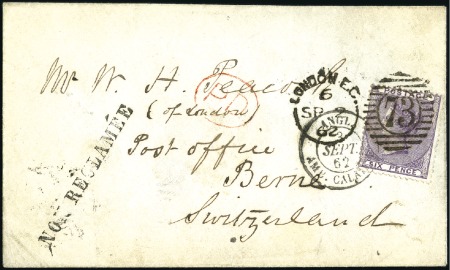 Mr W. H. Peacock
(of London)
Post office
Berne
Switzerland
NON RECLAMÉE
LONDON E.C.
6
SP
62
ANGL.
SEPT.
62
AMB. CALAIS
73
POSTAGE
SIX PENCE